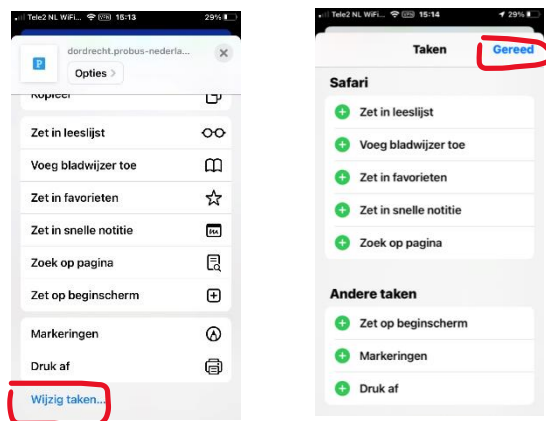 Tele2 NL WiFi... VPN 15:13 29%
dordrecht.probus-nederla...
Opties
Kopieer
Zet in leeslijst
Voeg bladwijzer toe
Zet in favorieten
Zet in snelle notitie
Zoek op pagina
Zet op beginscherm
Markeringen
Druk af
Wijzig taken...
Tele2 NL WiFi... VPN 15:14 29%
Taken Gereed
Safari
Zet in leeslijst
Voeg bladwijzer toe
Zet in favorieten
Zet in snelle notitie
Zoek op pagina
Andere taken
Zet op beginscherm
Markeringen
Druk af